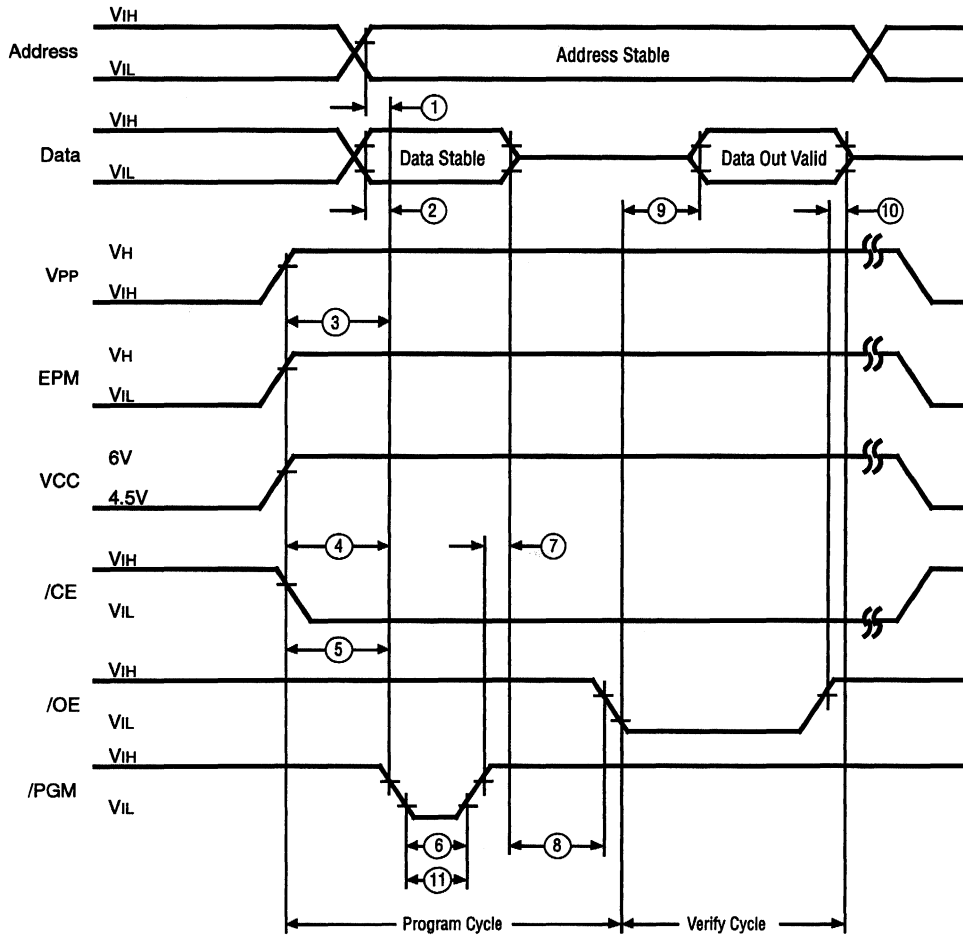 VIH
Address
Address Stable
VIL
1
VIH
Data
Data Stable
Data Out Valid
VIL
2
9
10
VH
VPP
VIH
3
VH
EPM
VIL
6V
VCC
4.5V
4
7
VIH
/CE
VIL
5
VIH
/OE
VIL
VIH
/PGM
VIL
6
8
11
Program Cycle
Verify Cycle